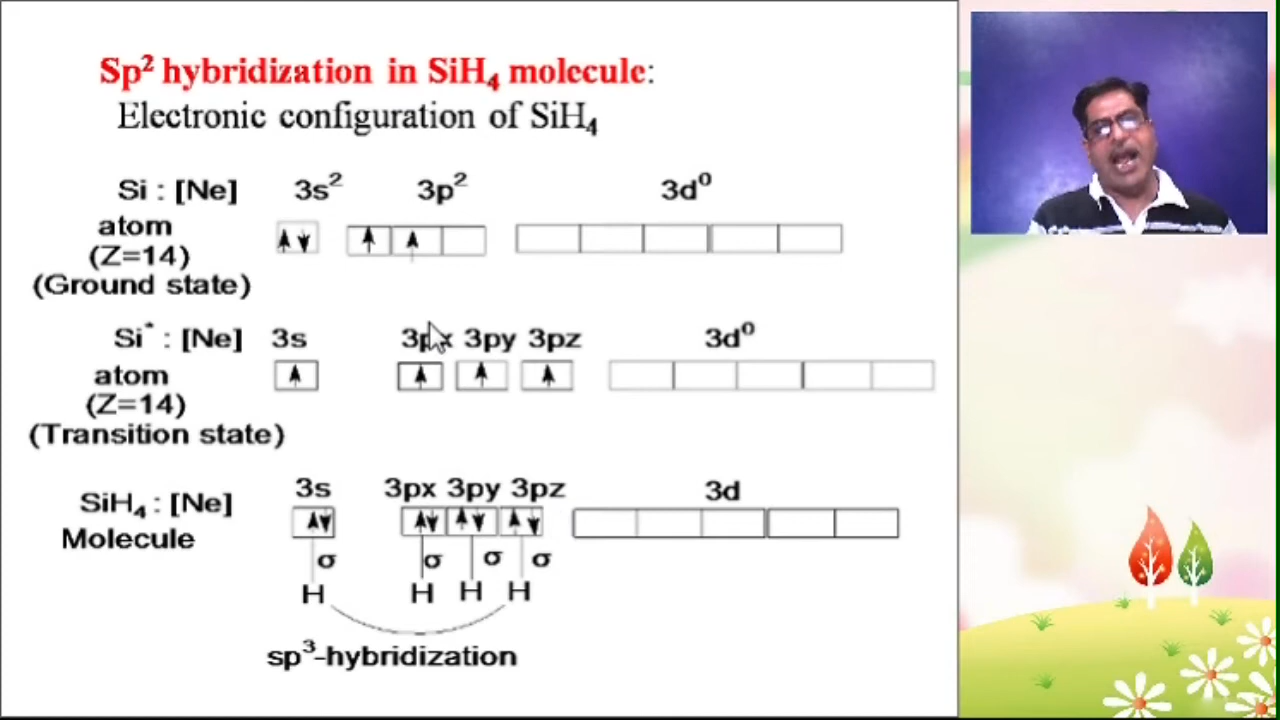 Sp² hybridization in SiH₄ molecule:
Electronic configuration of SiH₄
Si : [Ne] 3s² 3p² 3d⁰
atom
(Z=14)
(Ground state)
Si* : [Ne] 3s 3px 3py 3pz 3d⁰
atom
(Z=14)
(Transition state)
3s 3px 3py 3pz 3d
SiH₄ : [Ne]
Molecule
σ σ σ σ
H H H H
sp³-hybridization